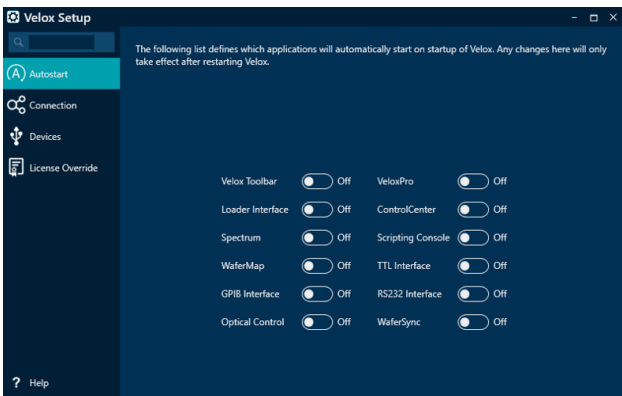 Velox Setup
The following list defines which applications will automatically start on startup of Velox. Any changes here will only
take effect after restarting Velox.
Autostart
Connection
Devices
License Override
Velox Toolbar Off VeloxPro Off
Loader Interface Off ControlCenter Off
Spectrum Off Scripting Console Off
WaferMap Off TTL Interface Off
GPIB Interface Off RS232 Interface Off
Optical Control Off WaferSync Off
? Help